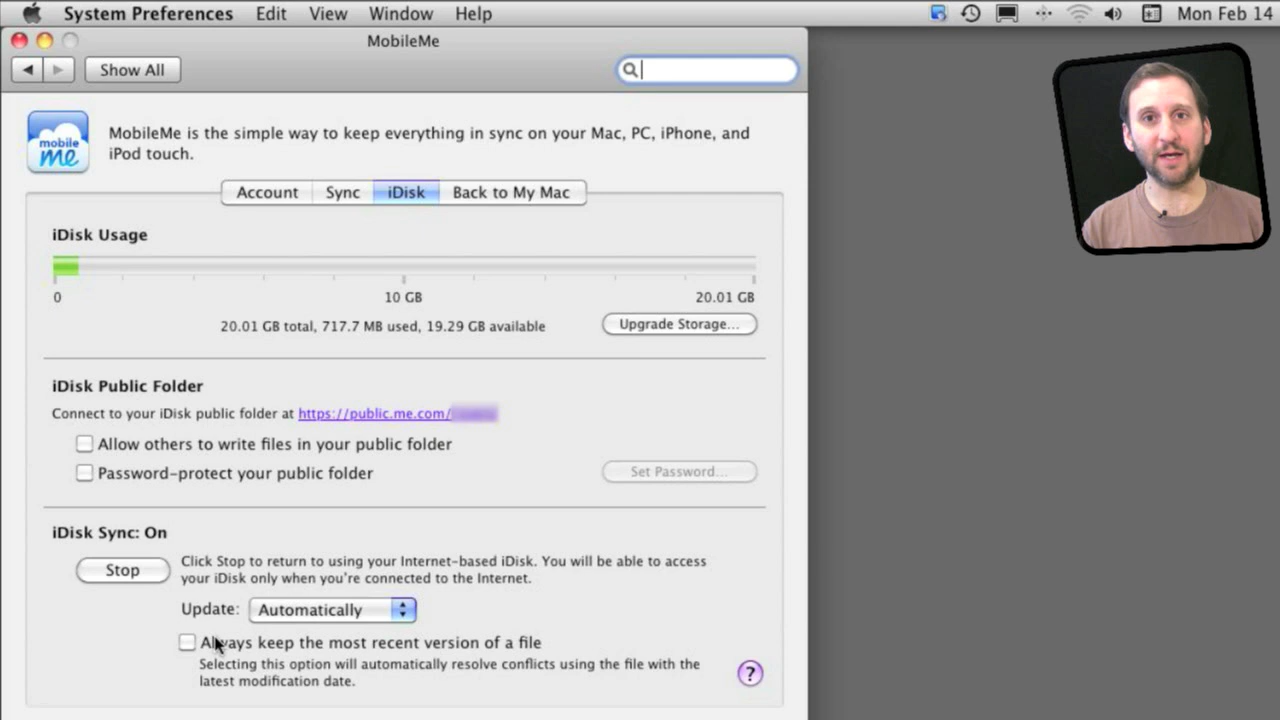 System Preferences Edit View Window Help Mon Feb 14
MobileMe
Show All
mobile
me
MobileMe is the simple way to keep everything in sync on your Mac, PC, iPhone, and
iPod touch.
Account Sync iDisk Back to My Mac
iDisk Usage
0 10 GB 20.01 GB
20.01 GB total, 717.7 MB used, 19.29 GB available Upgrade Storage...
iDisk Public Folder
Connect to your iDisk public folder at https://public.me.com/
Allow others to write files in your public folder
Password-protect your public folder Set Password...
iDisk Sync: On
Stop Click Stop to return to using your Internet-based iDisk. You will be able to access
your iDisk only when you're connected to the Internet.
Update: Automatically
Always keep the most recent version of a file
Selecting this option will automatically resolve conflicts using the file with the
latest modification date. ?